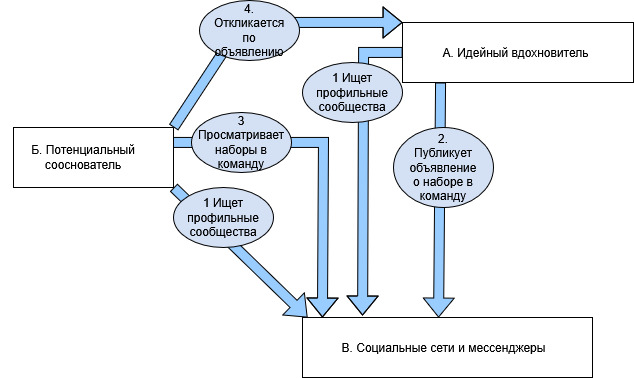 4.
Откликается
по
объявлению
А. Идейный вдохновитель
1 Ищет
профильные
сообщества
3
Просматривает
наборы в
команду
2.
Публикует
объявление
о наборе в
команду
Б. Потенциальный
сооснователь
1 Ищет
профильные
сообщества
В. Социальные сети и мессенджеры